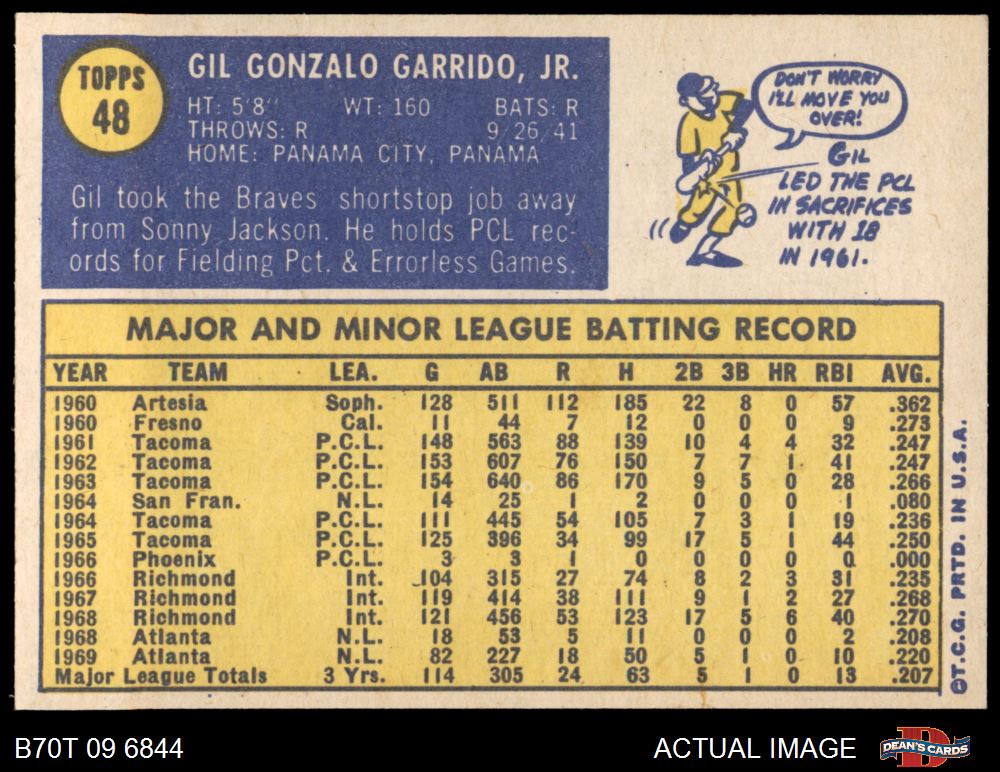 TOPPS
48
GIL GONZALO GARRIDO, JR.
HT: 5'8" WT: 160 BATS: R
THROWS: R 9 26 41
HOME: PANAMA CITY, PANAMA
Gil took the Braves shortstop job away
from Sonny Jackson. He holds PCL rec-
ords for Fielding Pct. & Errorless Games.
DON'T WORRY
I'LL MOVE YOU
OVER!
GIL
LED THE PCL
IN SACRIFICES
WITH 18
IN 1961.
MAJOR AND MINOR LEAGUE BATTING RECORD
YEAR TEAM LEA. G AB R H 2B 3B HR RBI AVG.
1960 Artesia Soph. 128 511 112 185 22 8 0 57 .362
1960 Fresno Cal. 11 44 7 12 0 0 0 9 .273
1961 Tacoma P.C.L. 148 563 88 139 10 4 4 32 .247
1962 Tacoma P.C.L. 153 607 76 150 7 7 1 41 .247
1963 Tacoma P.C.L. 154 640 86 170 9 5 0 28 .266
1964 San Fran. N.L. 14 25 1 2 0 0 0 1 .080
1964 Tacoma P.C.L. 111 445 54 105 7 3 1 19 .236
1965 Tacoma P.C.L. 125 396 34 99 17 5 1 44 .250
1966 Phoenix P.C.L. 3 3 1 0 0 0 0 0 .000
1966 Richmond Int. 104 315 27 74 8 2 3 31 .235
1967 Richmond Int. 119 414 38 111 9 1 2 27 .268
1968 Richmond Int. 121 456 53 123 17 5 6 40 .270
1968 Atlanta N.L. 18 53 5 11 0 0 0 2 .208
1969 Atlanta N.L. 82 227 18 50 5 1 0 10 .220
Major League Totals 3 Yrs. 114 305 24 63 5 1 0 13 .207
©T.C.G. PRTD. IN U.S.A.
B70T 09 6844
ACTUAL IMAGE
DEAN'S CARDS